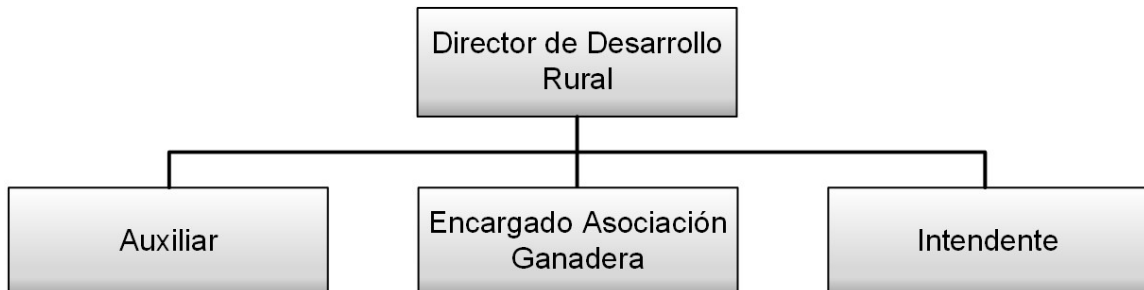 Director de Desarrollo
Rural
Auxiliar
Encargado Asociación
Ganadera
Intendente